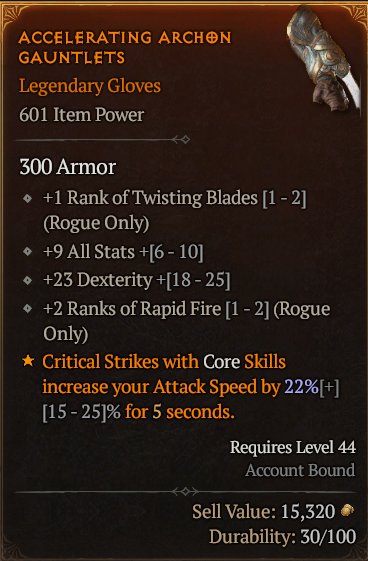 ACCELERATING ARCHON
GAUNTLETS
Legendary Gloves
601 Item Power
300 Armor
+1 Rank of Twisting Blades [1 - 2]
(Rogue Only)
+9 All Stats +[6 - 10]
+23 Dexterity +[18 - 25]
+2 Ranks of Rapid Fire [1 - 2] (Rogue
Only)
Critical Strikes with Core Skills
increase your Attack Speed by 22%[+]
[15 - 25]% for 5 seconds.
Requires Level 44
Account Bound
Sell Value: 15,320
Durability: 30/100